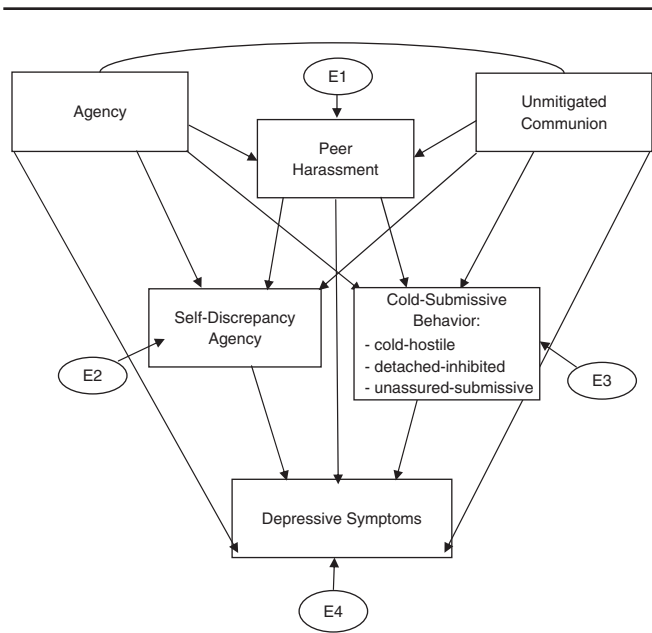 E1
Agency
Unmitigated
Communion
Peer
Harassment
Self-Discrepancy
Agency
Cold-Submissive
Behavior:
- cold-hostile
- detached-inhibited
- unassured-submissive
E2
E3
Depressive Symptoms
E4